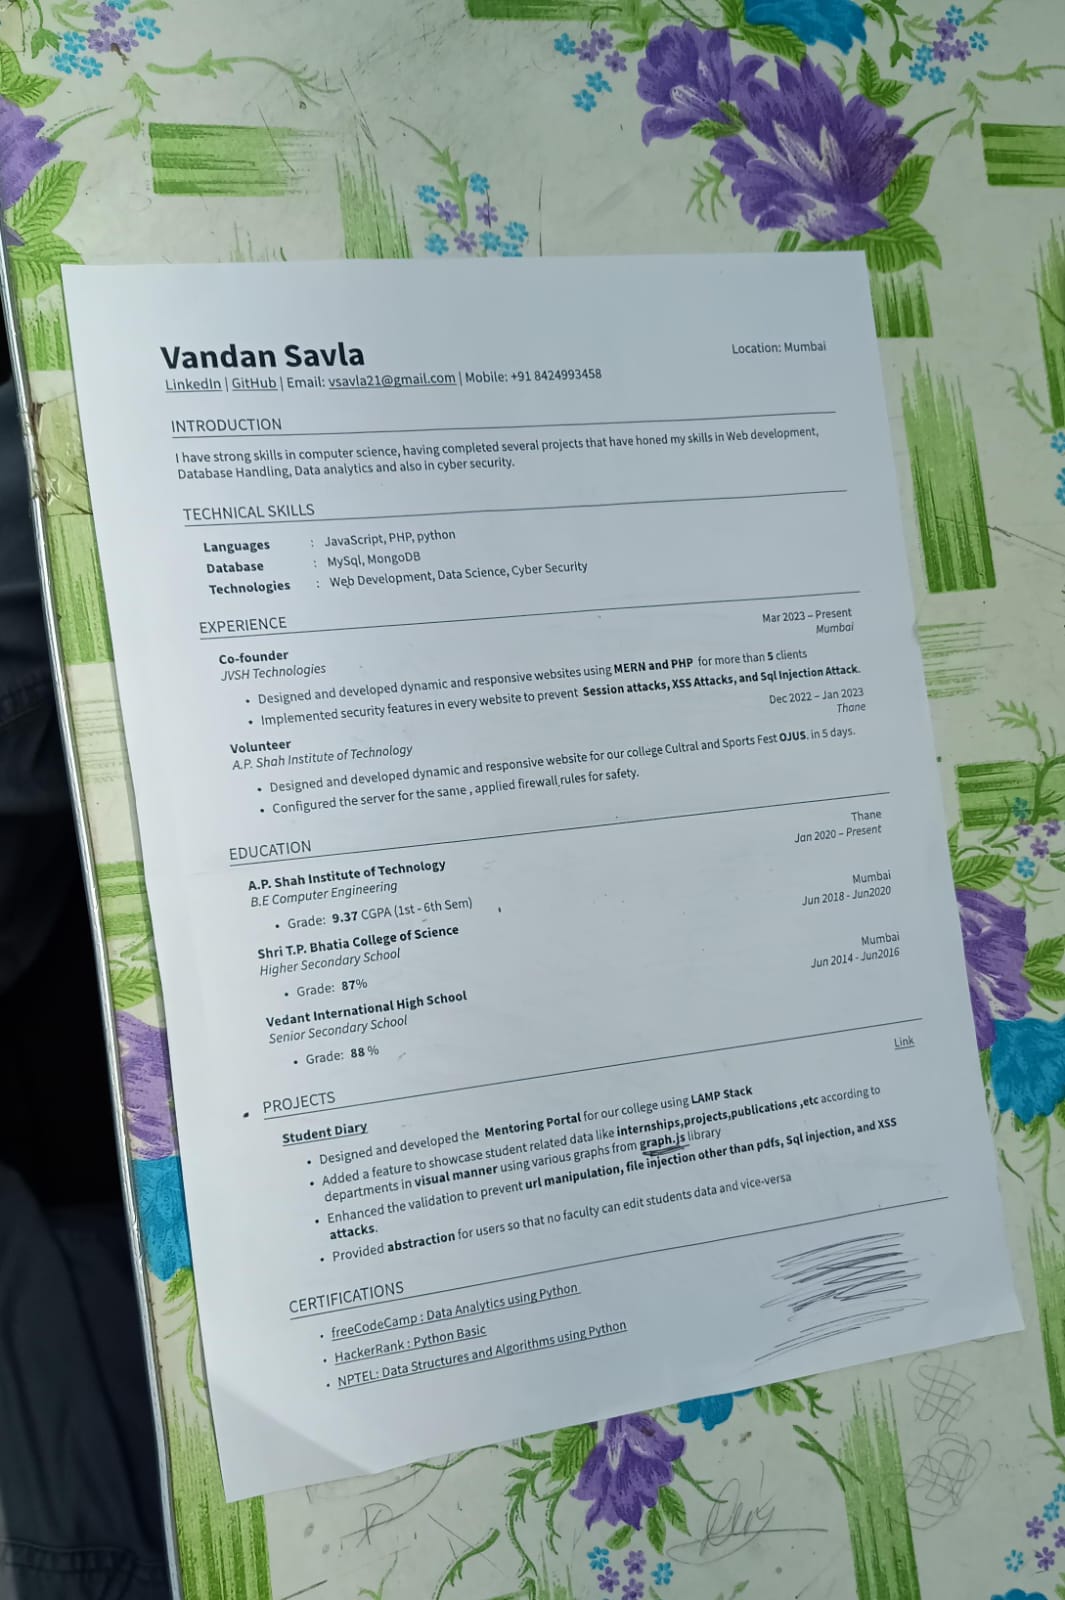 Vandan Savla
Location: Mumbai
LinkedIn | GitHub | Email: vsavla21@gmail.com | Mobile: +91 8424993458
INTRODUCTION
I have strong skills in computer science, having completed several projects that have honed my skills in Web development,
Database Handling, Data analytics and also in cyber security.
TECHNICAL SKILLS
Languages : JavaScript, PHP, python
Database : MySql, MongoDB
Technologies : Web Development, Data Science, Cyber Security
EXPERIENCE
Co-founder Mar 2023 – Present
JVSH Technologies Mumbai
• Designed and developed dynamic and responsive websites using MERN and PHP for more than 5 clients
• Implemented security features in every website to prevent Session attacks, XSS Attacks, and Sql Injection Attack.
Volunteer Dec 2022 – Jan 2023
A.P. Shah Institute of Technology Thane
• Designed and developed dynamic and responsive website for our college Cultral and Sports Fest OJUS, in 5 days.
• Configured the server for the same , applied firewall rules for safety.
EDUCATION
A.P. Shah Institute of Technology Thane
B.E Computer Engineering Jan 2020 – Present
• Grade: 9.37 CGPA (1st - 6th Sem)
Shri T.P. Bhatia College of Science Mumbai
Higher Secondary School Jun 2018 - Jun2020
• Grade: 87%
Vedant International High School Mumbai
Senior Secondary School Jun 2014 - Jun2016
• Grade: 88 %
PROJECTS
Student Diary Link
• Designed and developed the Mentoring Portal for our college using LAMP Stack
• Added a feature to showcase student related data like internships,projects,publications ,etc according to
departments in visual manner using various graphs from graph.js library
• Enhanced the validation to prevent url manipulation, file injection other than pdfs, Sql injection, and XSS
attacks.
• Provided abstraction for users so that no faculty can edit students data and vice-versa
CERTIFICATIONS
• freeCodeCamp : Data Analytics using Python
• HackerRank : Python Basic
• NPTEL: Data Structures and Algorithms using Python